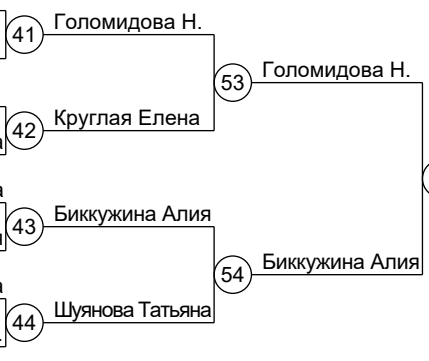 41
Голомидова Н.
53
Голомидова Н.
42
Круглая Елена
43
Биккужина Алия
54
Биккужина Алия
44
Шуянова Татьяна